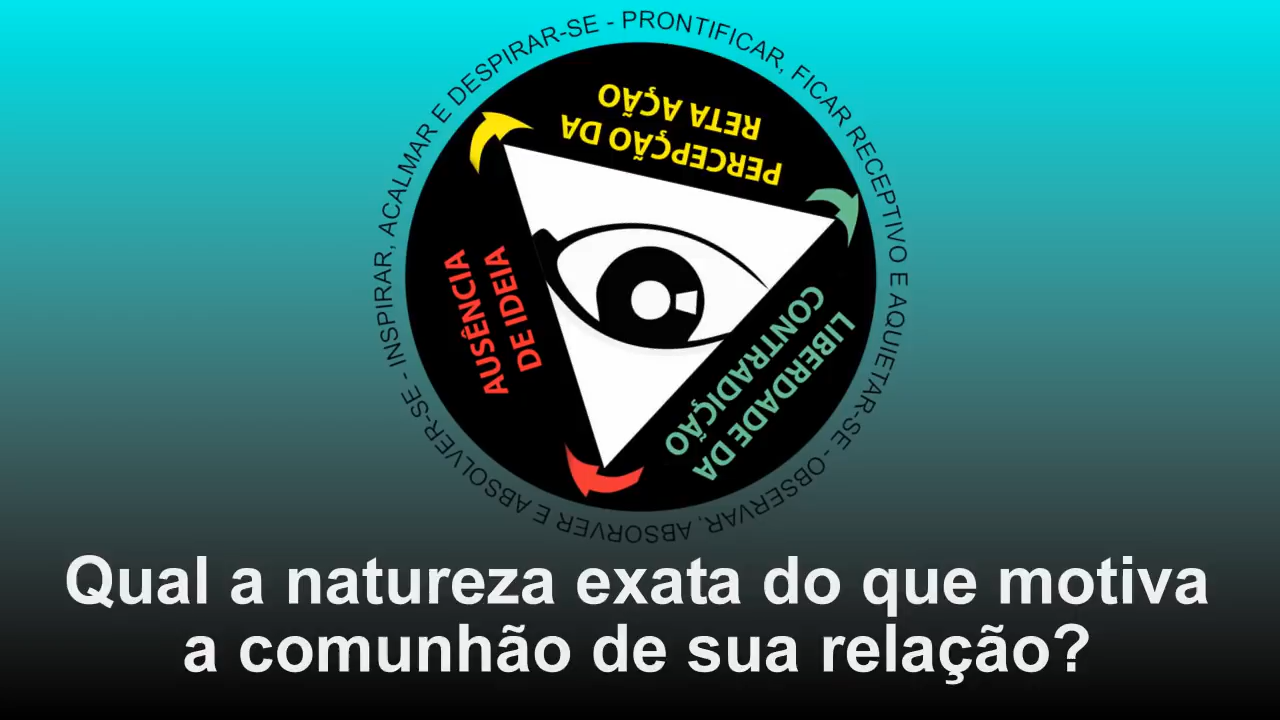 INSPIRAR, ACALMAR E DESPIRAR-SE - PRONTIFICAR, FICAR RECEPTIVO E AQUIETAR-SE - OBSERVAR, ABSORVER E ABSOLVER-SE -
PERCEPÇÃO DA
RETA AÇÃO
AUSÊNCIA
DE IDEIA
LIBERDADE DA
CONTRADIÇÃO
Qual a natureza exata do que motiva
a comunhão de sua relação?